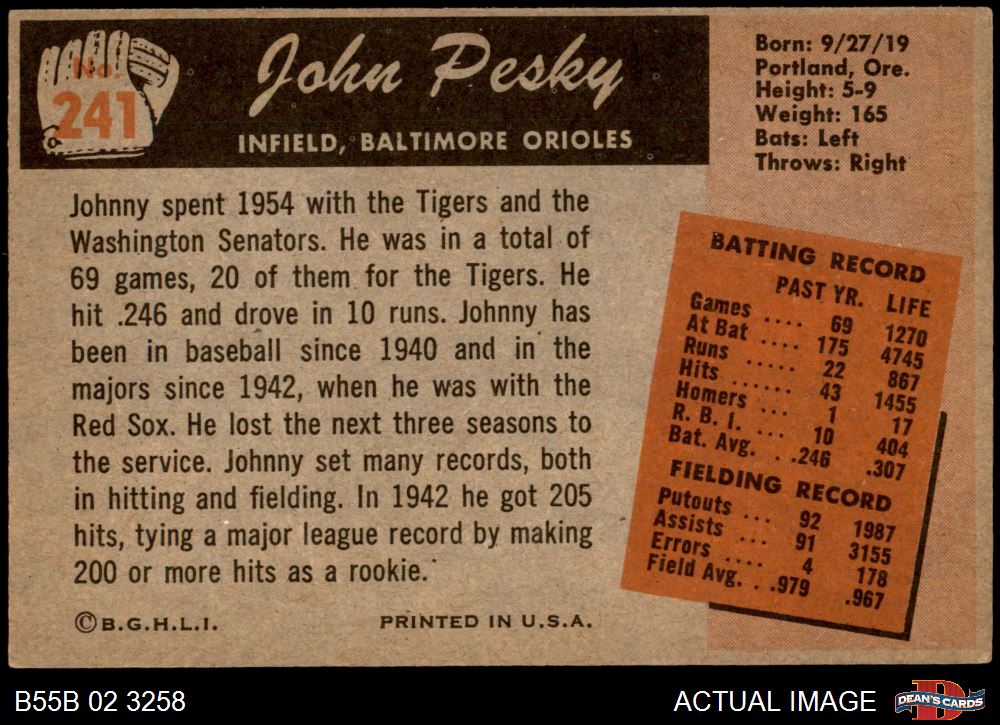 No.
241
John Pesky
INFIELD, BALTIMORE ORIOLES
Born: 9/27/19
Portland, Ore.
Height: 5-9
Weight: 165
Bats: Left
Throws: Right
Johnny spent 1954 with the Tigers and the
Washington Senators. He was in a total of
69 games, 20 of them for the Tigers. He
hit .246 and drove in 10 runs. Johnny has
been in baseball since 1940 and in the
majors since 1942, when he was with the
Red Sox. He lost the next three seasons to
the service. Johnny set many records, both
in hitting and fielding. In 1942 he got 205
hits, tying a major league record by making
200 or more hits as a rookie.
©B.G.H.L.I. PRINTED IN U.S.A.
BATTING RECORD
PAST YR. LIFE
Games .... 69 1270
At Bat .... 175 4745
Runs ..... 22 867
Hits ...... 43 1455
Homers ... 1 17
R. B. I. ... 10 404
Bat. Avg. . .246 .307
FIELDING RECORD
Putouts ... 92 1987
Assists ... 91 3155
Errors .... 4 178
Field Avg. . .979 .967
B55B 02 3258
ACTUAL IMAGE
D
DEAN'S CARDS